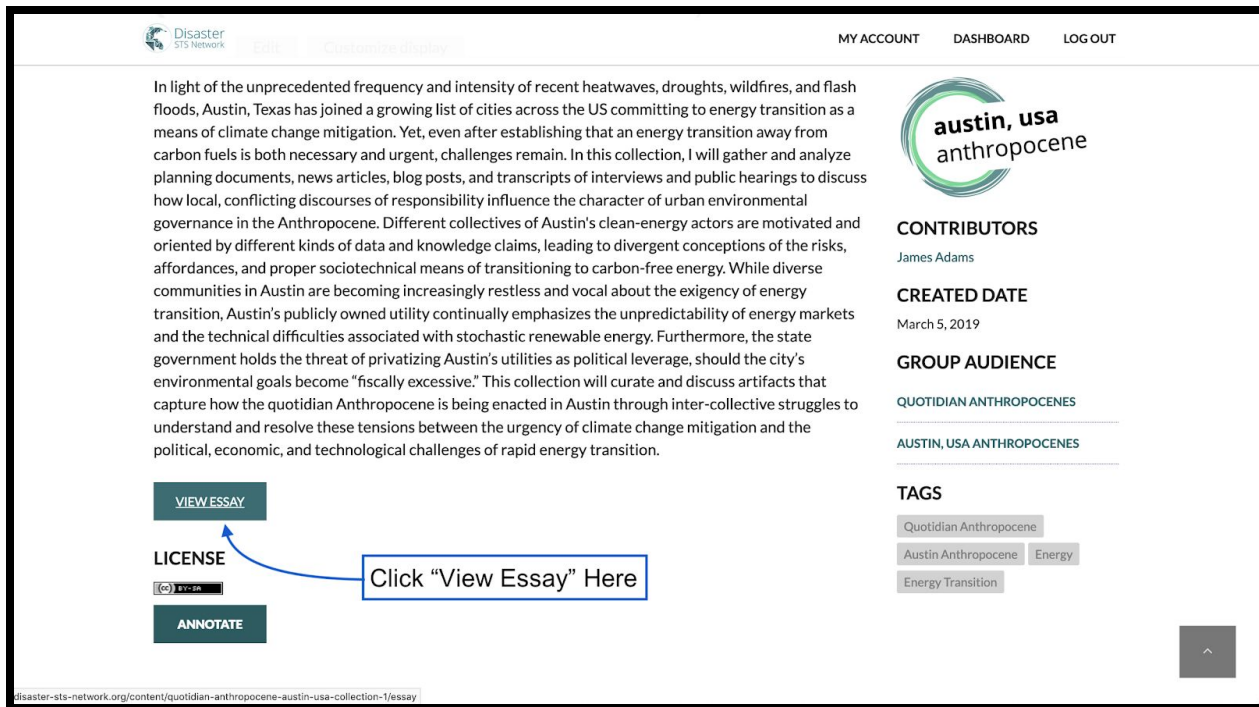 Disaster
STS Network
Edit
Customize display
MY ACCOUNT
DASHBOARD
LOG OUT
In light of the unprecedented frequency and intensity of recent heatwaves, droughts, wildfires, and flash
floods, Austin, Texas has joined a growing list of cities across the US committing to energy transition as a
means of climate change mitigation. Yet, even after establishing that an energy transition away from
carbon fuels is both necessary and urgent, challenges remain. In this collection, I will gather and analyze
planning documents, news articles, blog posts, and transcripts of interviews and public hearings to discuss
how local, conflicting discourses of responsibility influence the character of urban environmental
governance in the Anthropocene. Different collectives of Austin's clean-energy actors are motivated and
oriented by different kinds of data and knowledge claims, leading to divergent conceptions of the risks,
affordances, and proper sociotechnical means of transitioning to carbon-free energy. While diverse
communities in Austin are becoming increasingly restless and vocal about the exigency of energy
transition, Austin’s publicly owned utility continually emphasizes the unpredictability of energy markets
and the technical difficulties associated with stochastic renewable energy. Furthermore, the state
government holds the threat of privatizing Austin’s utilities as political leverage, should the city’s
environmental goals become “fiscally excessive.” This collection will curate and discuss artifacts that
capture how the quotidian Anthropocene is being enacted in Austin through inter-collective struggles to
understand and resolve these tensions between the urgency of climate change mitigation and the
political, economic, and technological challenges of rapid energy transition.
VIEW ESSAY
LICENSE
Click “View Essay” Here
(cc) BY-SA
ANNOTATE
austin, usa
anthropocene
CONTRIBUTORS
James Adams
CREATED DATE
March 5, 2019
GROUP AUDIENCE
QUOTIDIAN ANTHROPOCENES
AUSTIN, USA ANTHROPOCENES
TAGS
Quotidian Anthropocene
Austin Anthropocene
Energy
Energy Transition
disaster-sts-network.org/content/quotidian-anthropocene-austin-usa-collection-1/essay